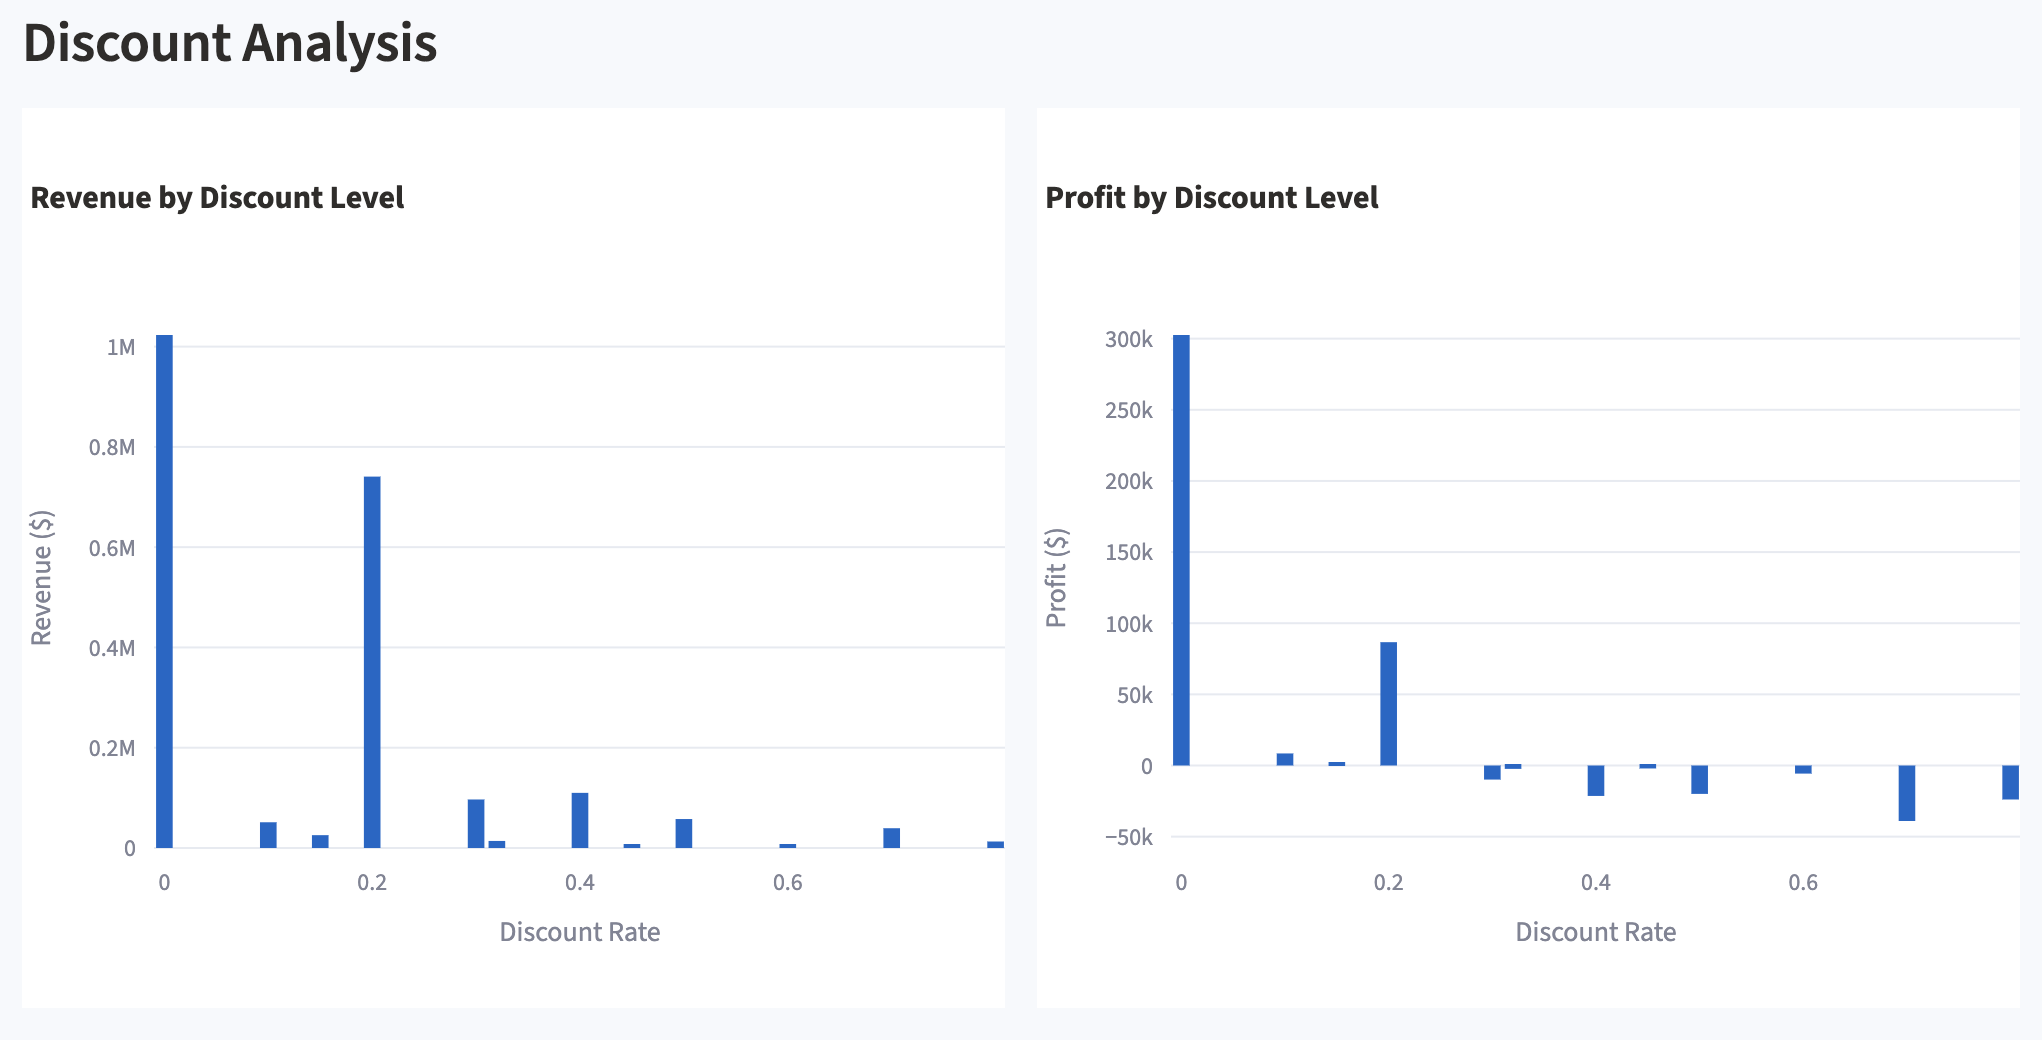 Discount Analysis
Revenue by Discount Level
1M
0.8M
0.6M
0.4M
0.2M
0
Revenue ($)
0
0.2
0.4
0.6
Discount Rate
Profit by Discount Level
300k
250k
200k
150k
100k
50k
0
−50k
Profit ($)
0
0.2
0.4
0.6
Discount Rate